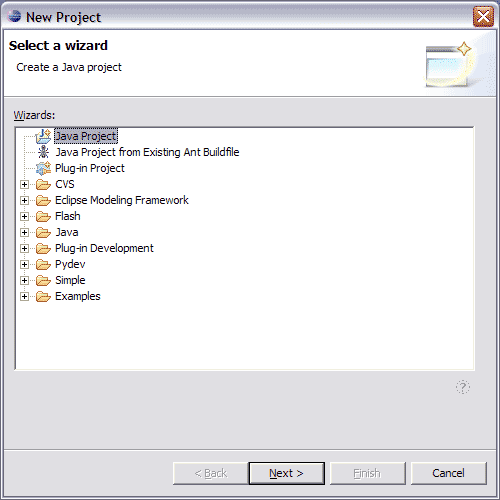 New Project
Select a wizard
Create a Java project
Wizards:
Java Project
Java Project from Existing Ant Buildfile
Plug-in Project
CVS
Eclipse Modeling Framework
Flash
Java
Plug-in Development
Pydev
Simple
Examples
< Back Next > Finish Cancel